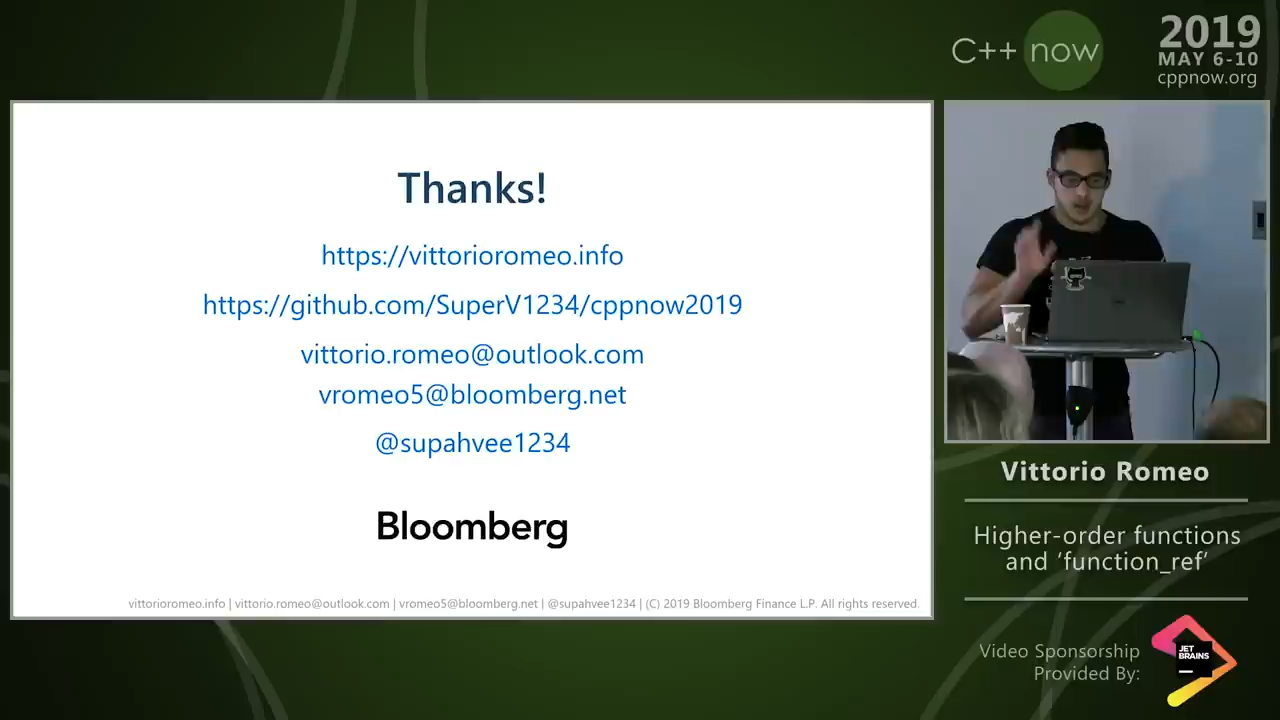 C++ now
2019
MAY 6-10
cppnow.org
Thanks!
https://vittorioromeo.info
https://github.com/SuperV1234/cppnow2019
vittorio.romeo@outlook.com
vromeo5@bloomberg.net
@supahvee1234
Bloomberg
vittorioromeo.info | vittorio.romeo@outlook.com | vromeo5@bloomberg.net | @supahvee1234 | (C) 2019 Bloomberg Finance L.P. All rights reserved.
Vittorio Romeo
Higher-order functions
and ‘function_ref’
Video Sponsorship
Provided By:
JET
BRAINS